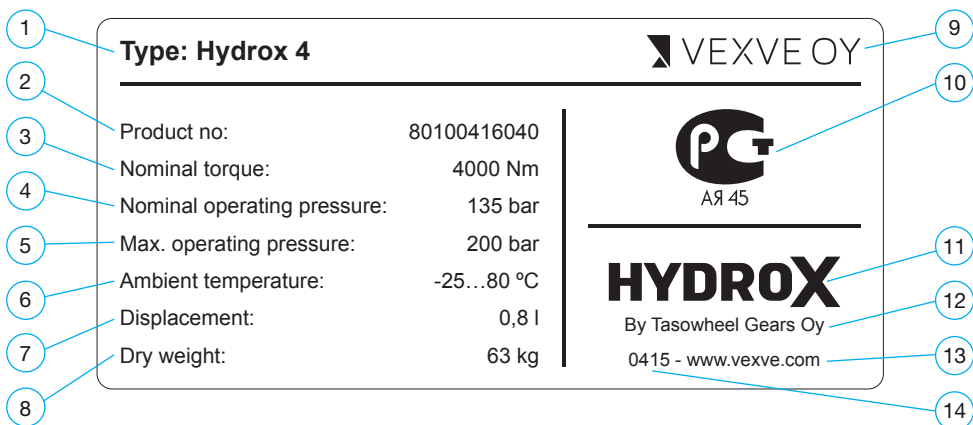 1
Type: Hydrox 4
VEXVE OY
9
2
10
Product no: 80100416040
3
Nominal torque: 4000 Nm
4
Nominal operating pressure: 135 bar
АЯ 45
5
Max. operating pressure: 200 bar
11
6
Ambient temperature: -25…80 ºC
HYDROX
12
7
Displacement: 0,8 l
By Tasowheel Gears Oy
8
Dry weight: 63 kg
0415 - www.vexve.com
13
14